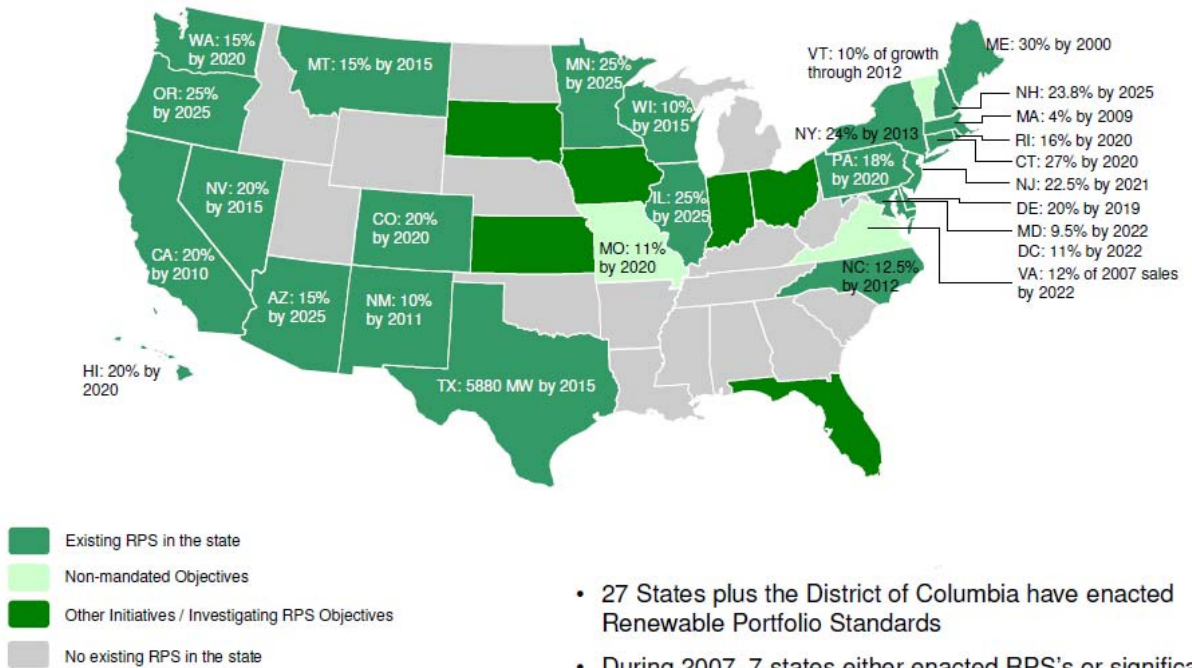 WA: 15%
by 2020
MT: 15% by 2015
MN: 25%
by 2025
VT: 10% of growth
through 2012
ME: 30% by 2000
OR: 25%
by 2025
WI: 10%
by 2015
NH: 23.8% by 2025
MA: 4% by 2009
NY: 24% by 2013
RI: 16% by 2020
CT: 27% by 2020
PA: 18%
by 2020
NJ: 22.5% by 2021
NV: 20%
by 2015
CO: 20%
by 2020
IL: 25%
by 2025
DE: 20% by 2019
MD: 9.5% by 2022
DC: 11% by 2022
CA: 20%
by 2010
MO: 11%
by 2020
VA: 12% of 2007 sales
by 2022
NC: 12.5%
by 2012
AZ: 15%
by 2025
NM: 10%
by 2011
HI: 20% by
2020
TX: 5880 MW by 2015
Existing RPS in the state
Non-mandated Objectives
Other Initiatives / Investigating RPS Objectives
No existing RPS in the state
• 27 States plus the District of Columbia have enacted
Renewable Portfolio Standards
• During 2007, 7 states either enacted RPS's or